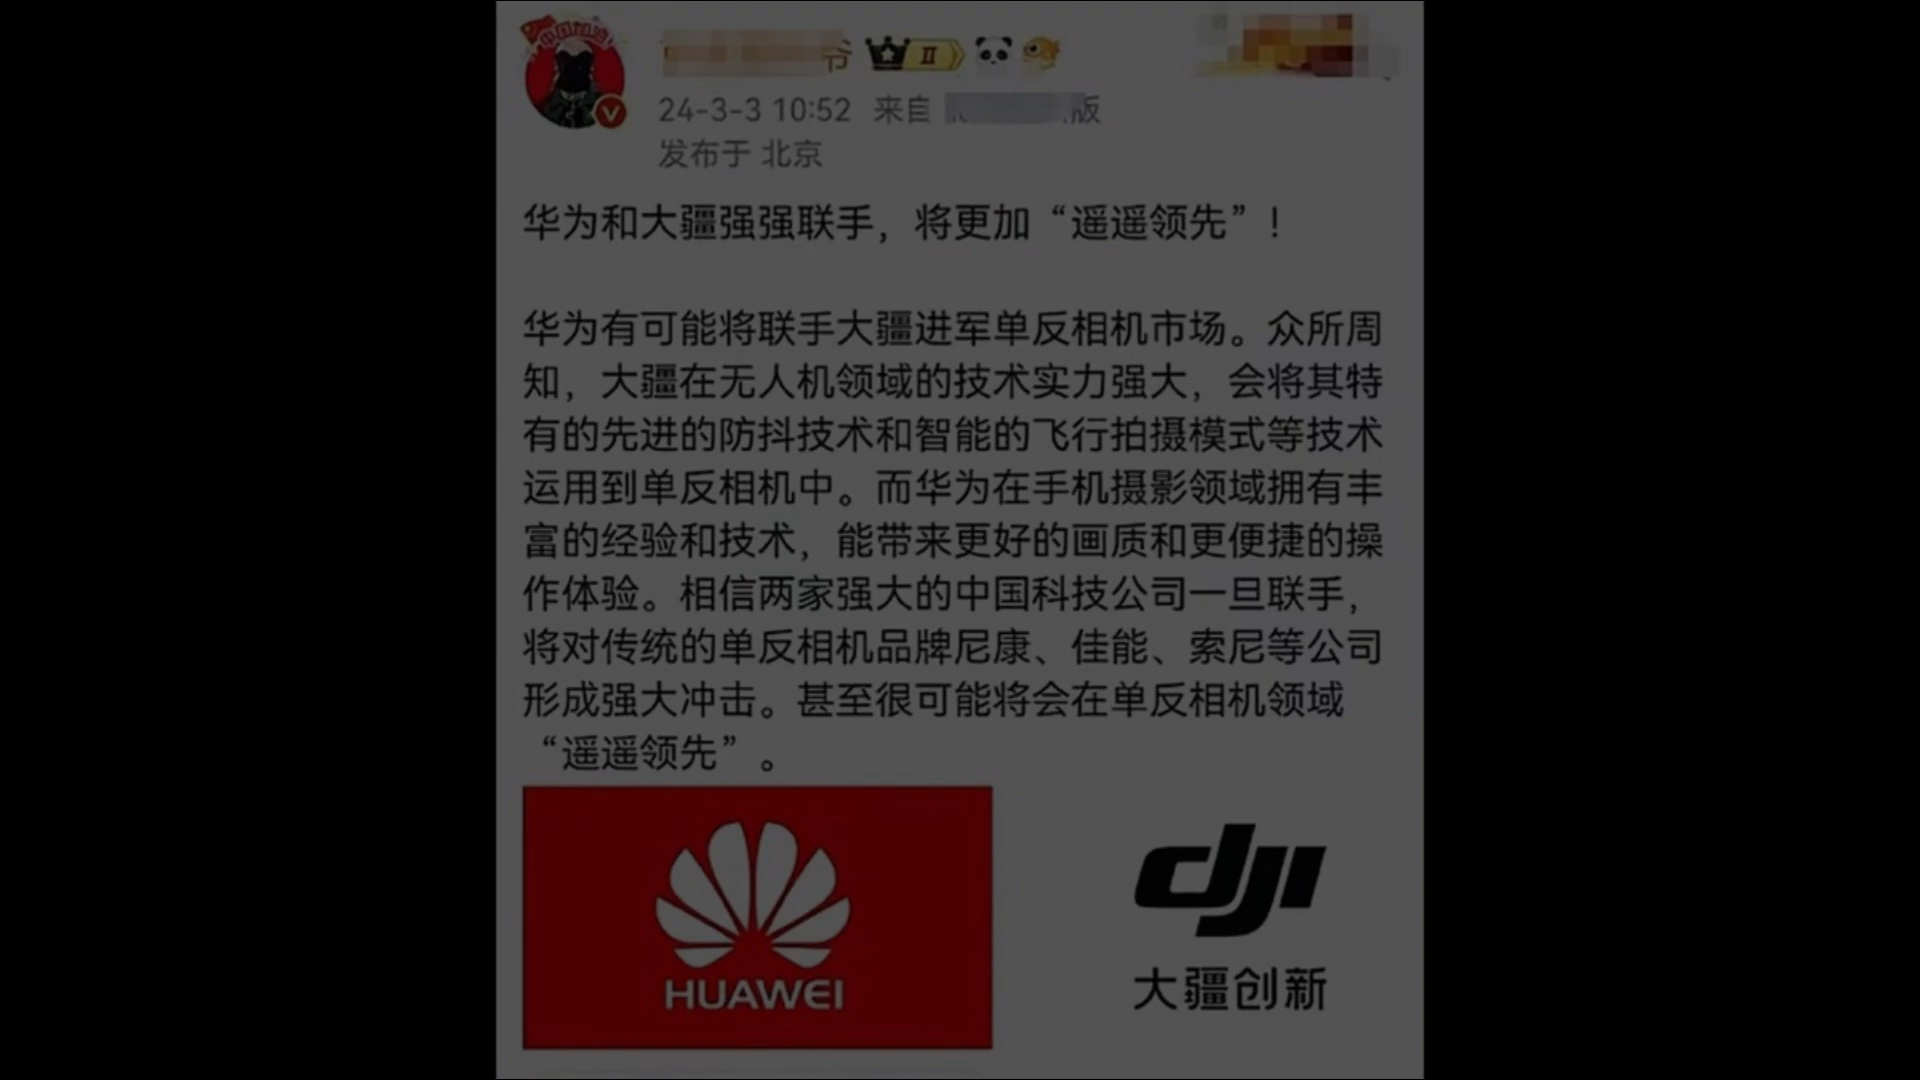 中国加油!
爷 II
24-3-3 10:52 来自 版
发布于 北京
华为和大疆强强联手，将更加“遥遥领先”！
华为有可能将联手大疆进军单反相机市场。众所周
知，大疆在无人机领域的技术实力强大，会将其特
有的先进的防抖技术和智能的飞行拍摄模式等技术
运用到单反相机中。而华为在手机摄影领域拥有丰
富的经验和技术，能带来更好的画质和更便捷的操
作体验。相信两家强大的中国科技公司一旦联手，
将对传统的单反相机品牌尼康、佳能、索尼等公司
形成强大冲击。甚至很可能将会在单反相机领域
“遥遥领先”。
HUAWEI
dji
大疆创新